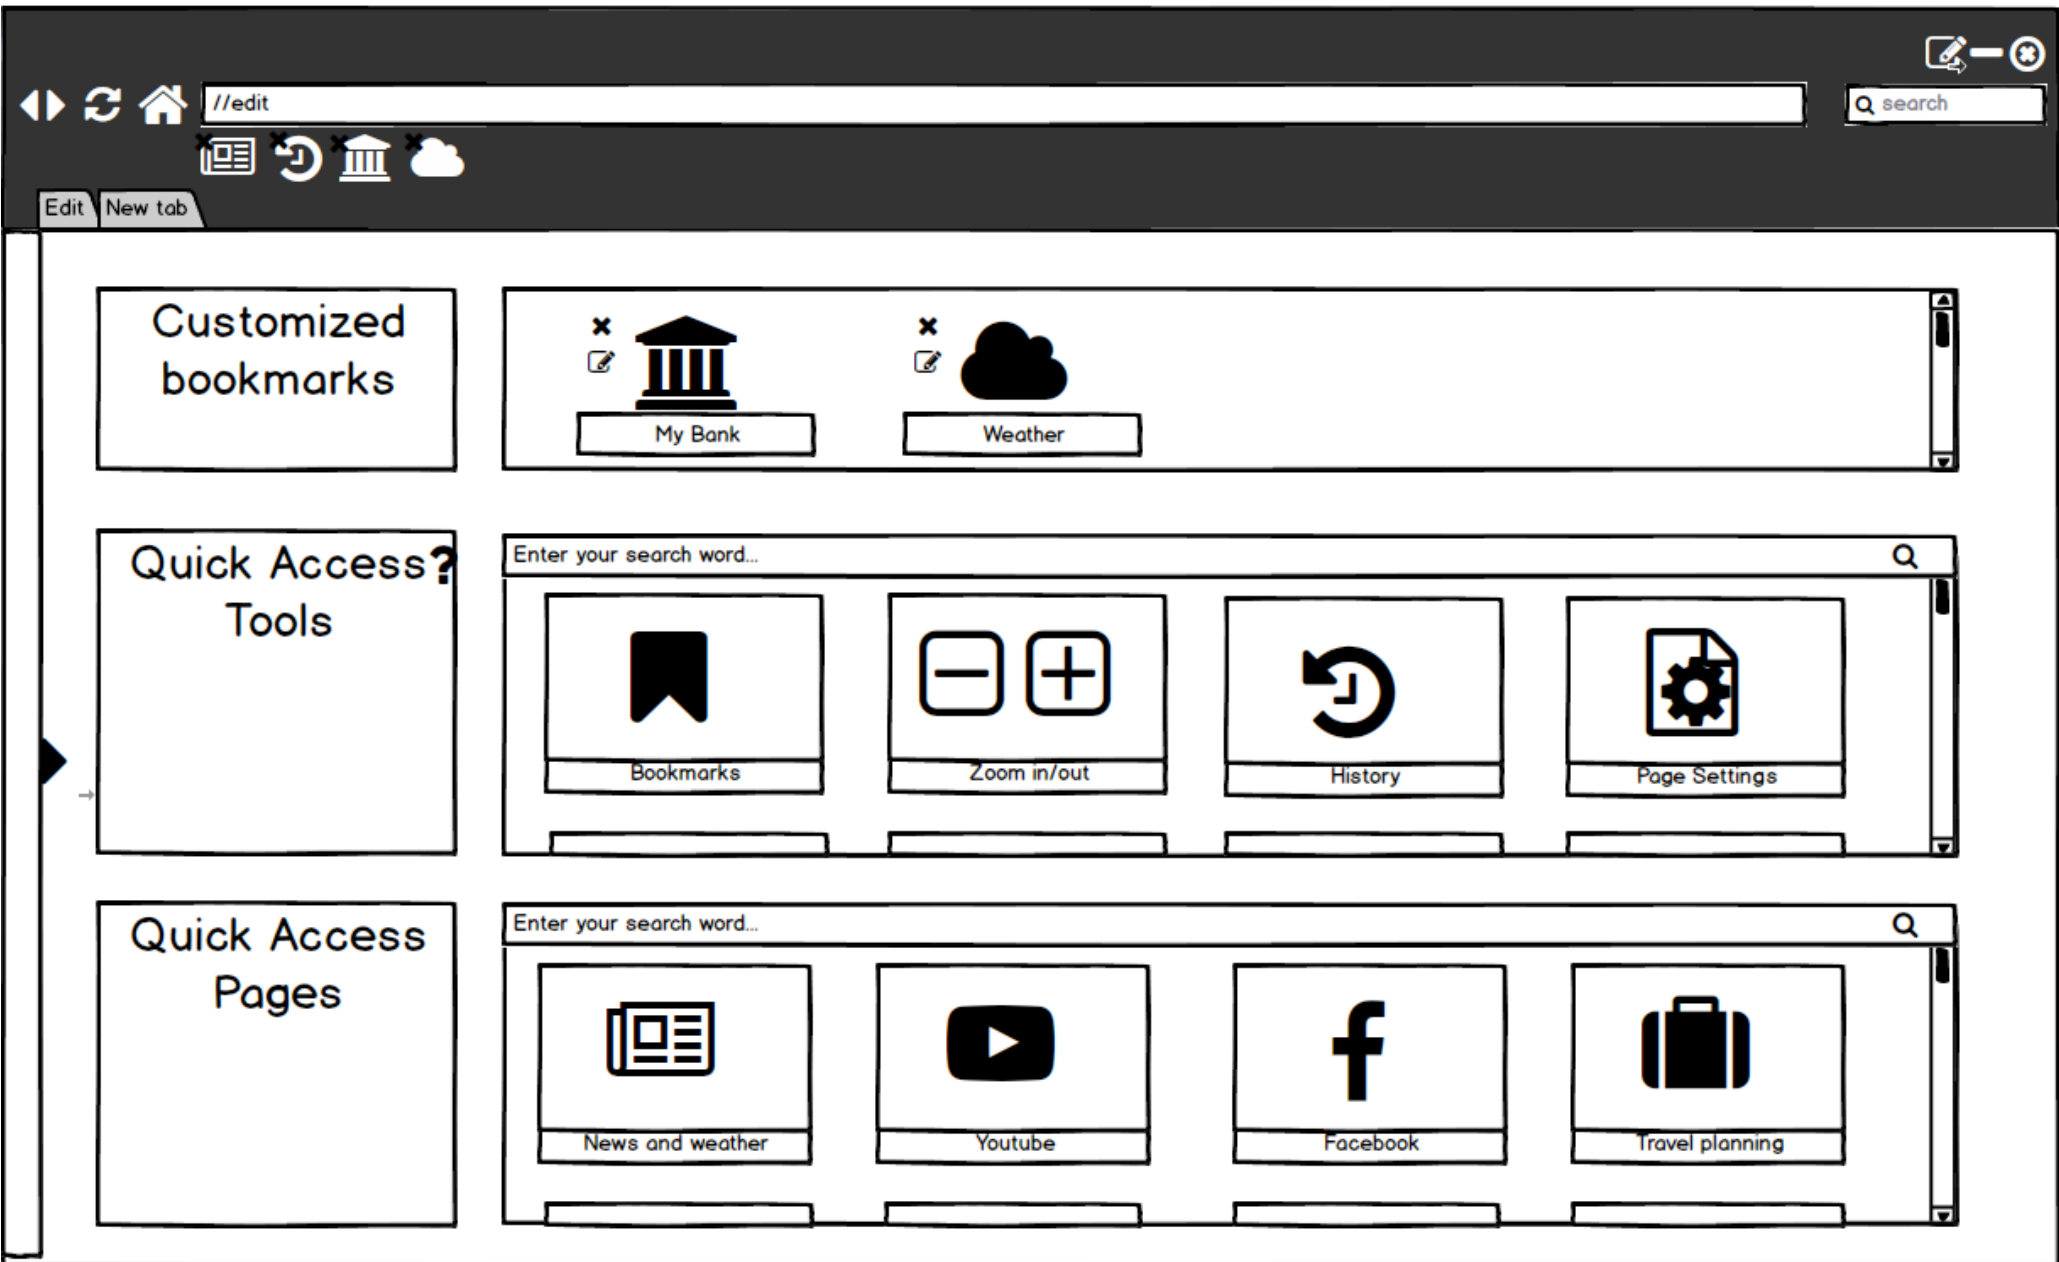 //edit
search
Edit
New tab
Customized
bookmarks
My Bank
Weather
Quick Access?
Tools
Enter your search word...
Bookmarks
Zoom in/out
History
Page Settings
Quick Access
Pages
Enter your search word...
News and weather
Youtube
Facebook
Travel planning